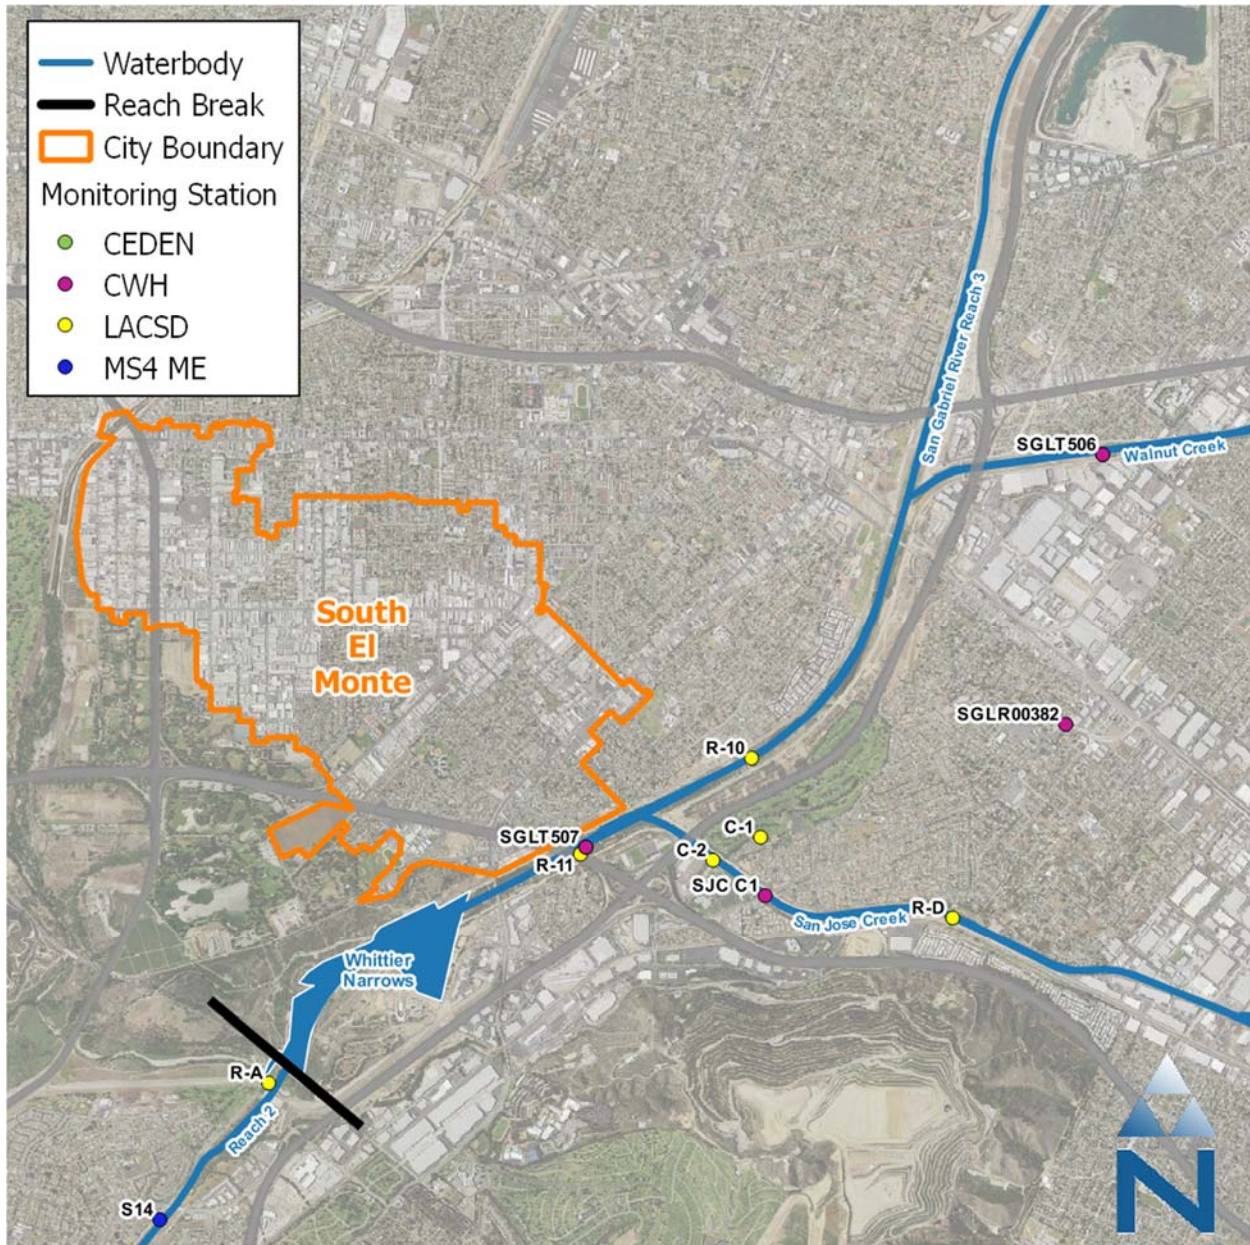 Waterbody
Reach Break
City Boundary
Monitoring Station
CEDEN
CWH
LACSD
MS4 ME
San Gabriel River Reach 3
SGLT506
Walnut Creek
South
El
Monte
SGLR00382
R-10
C-1
SGLT507
R-11
C-2
SJC C1
R-D
San Jose Creek
Whittier
Narrows
R-A
Reach 2
S14
N